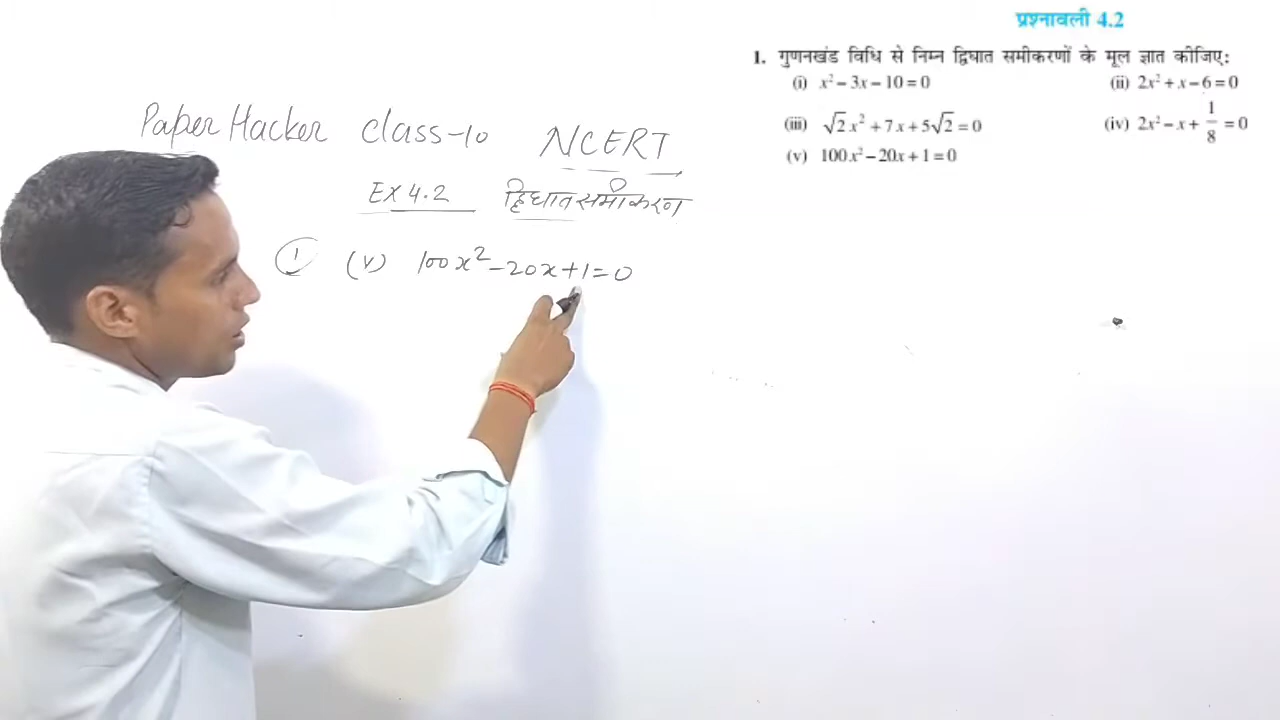 प्रश्नावली 4.2
1. गुणनखंड विधि से निम्न द्विघात समीकरणों के मूल ज्ञात कीजिए:
(i) x² – 3x – 10 = 0 (ii) 2x² + x – 6 = 0
(iii) √2 x² + 7x + 5√2 = 0 (iv) 2x² – x + 1/8 = 0
(v) 100x² – 20x + 1 = 0
Paper Hacker class-10 NCERT
Ex 4.2 द्विघात समीकरण
1 (v) 100x² – 20x + 1 = 0